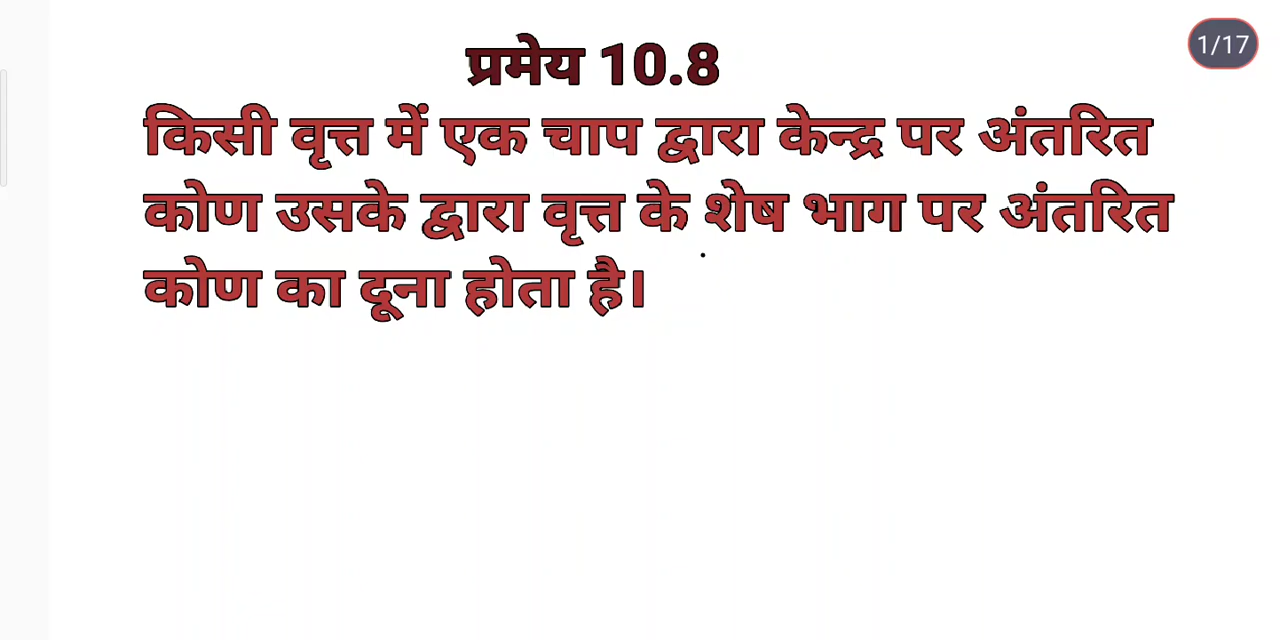 प्रमेय 10.8
1/17
किसी वृत्त में एक चाप द्वारा केन्द्र पर अंतरित
कोण उसके द्वारा वृत्त के शेष भाग पर अंतरित
कोण का दूना होता है।